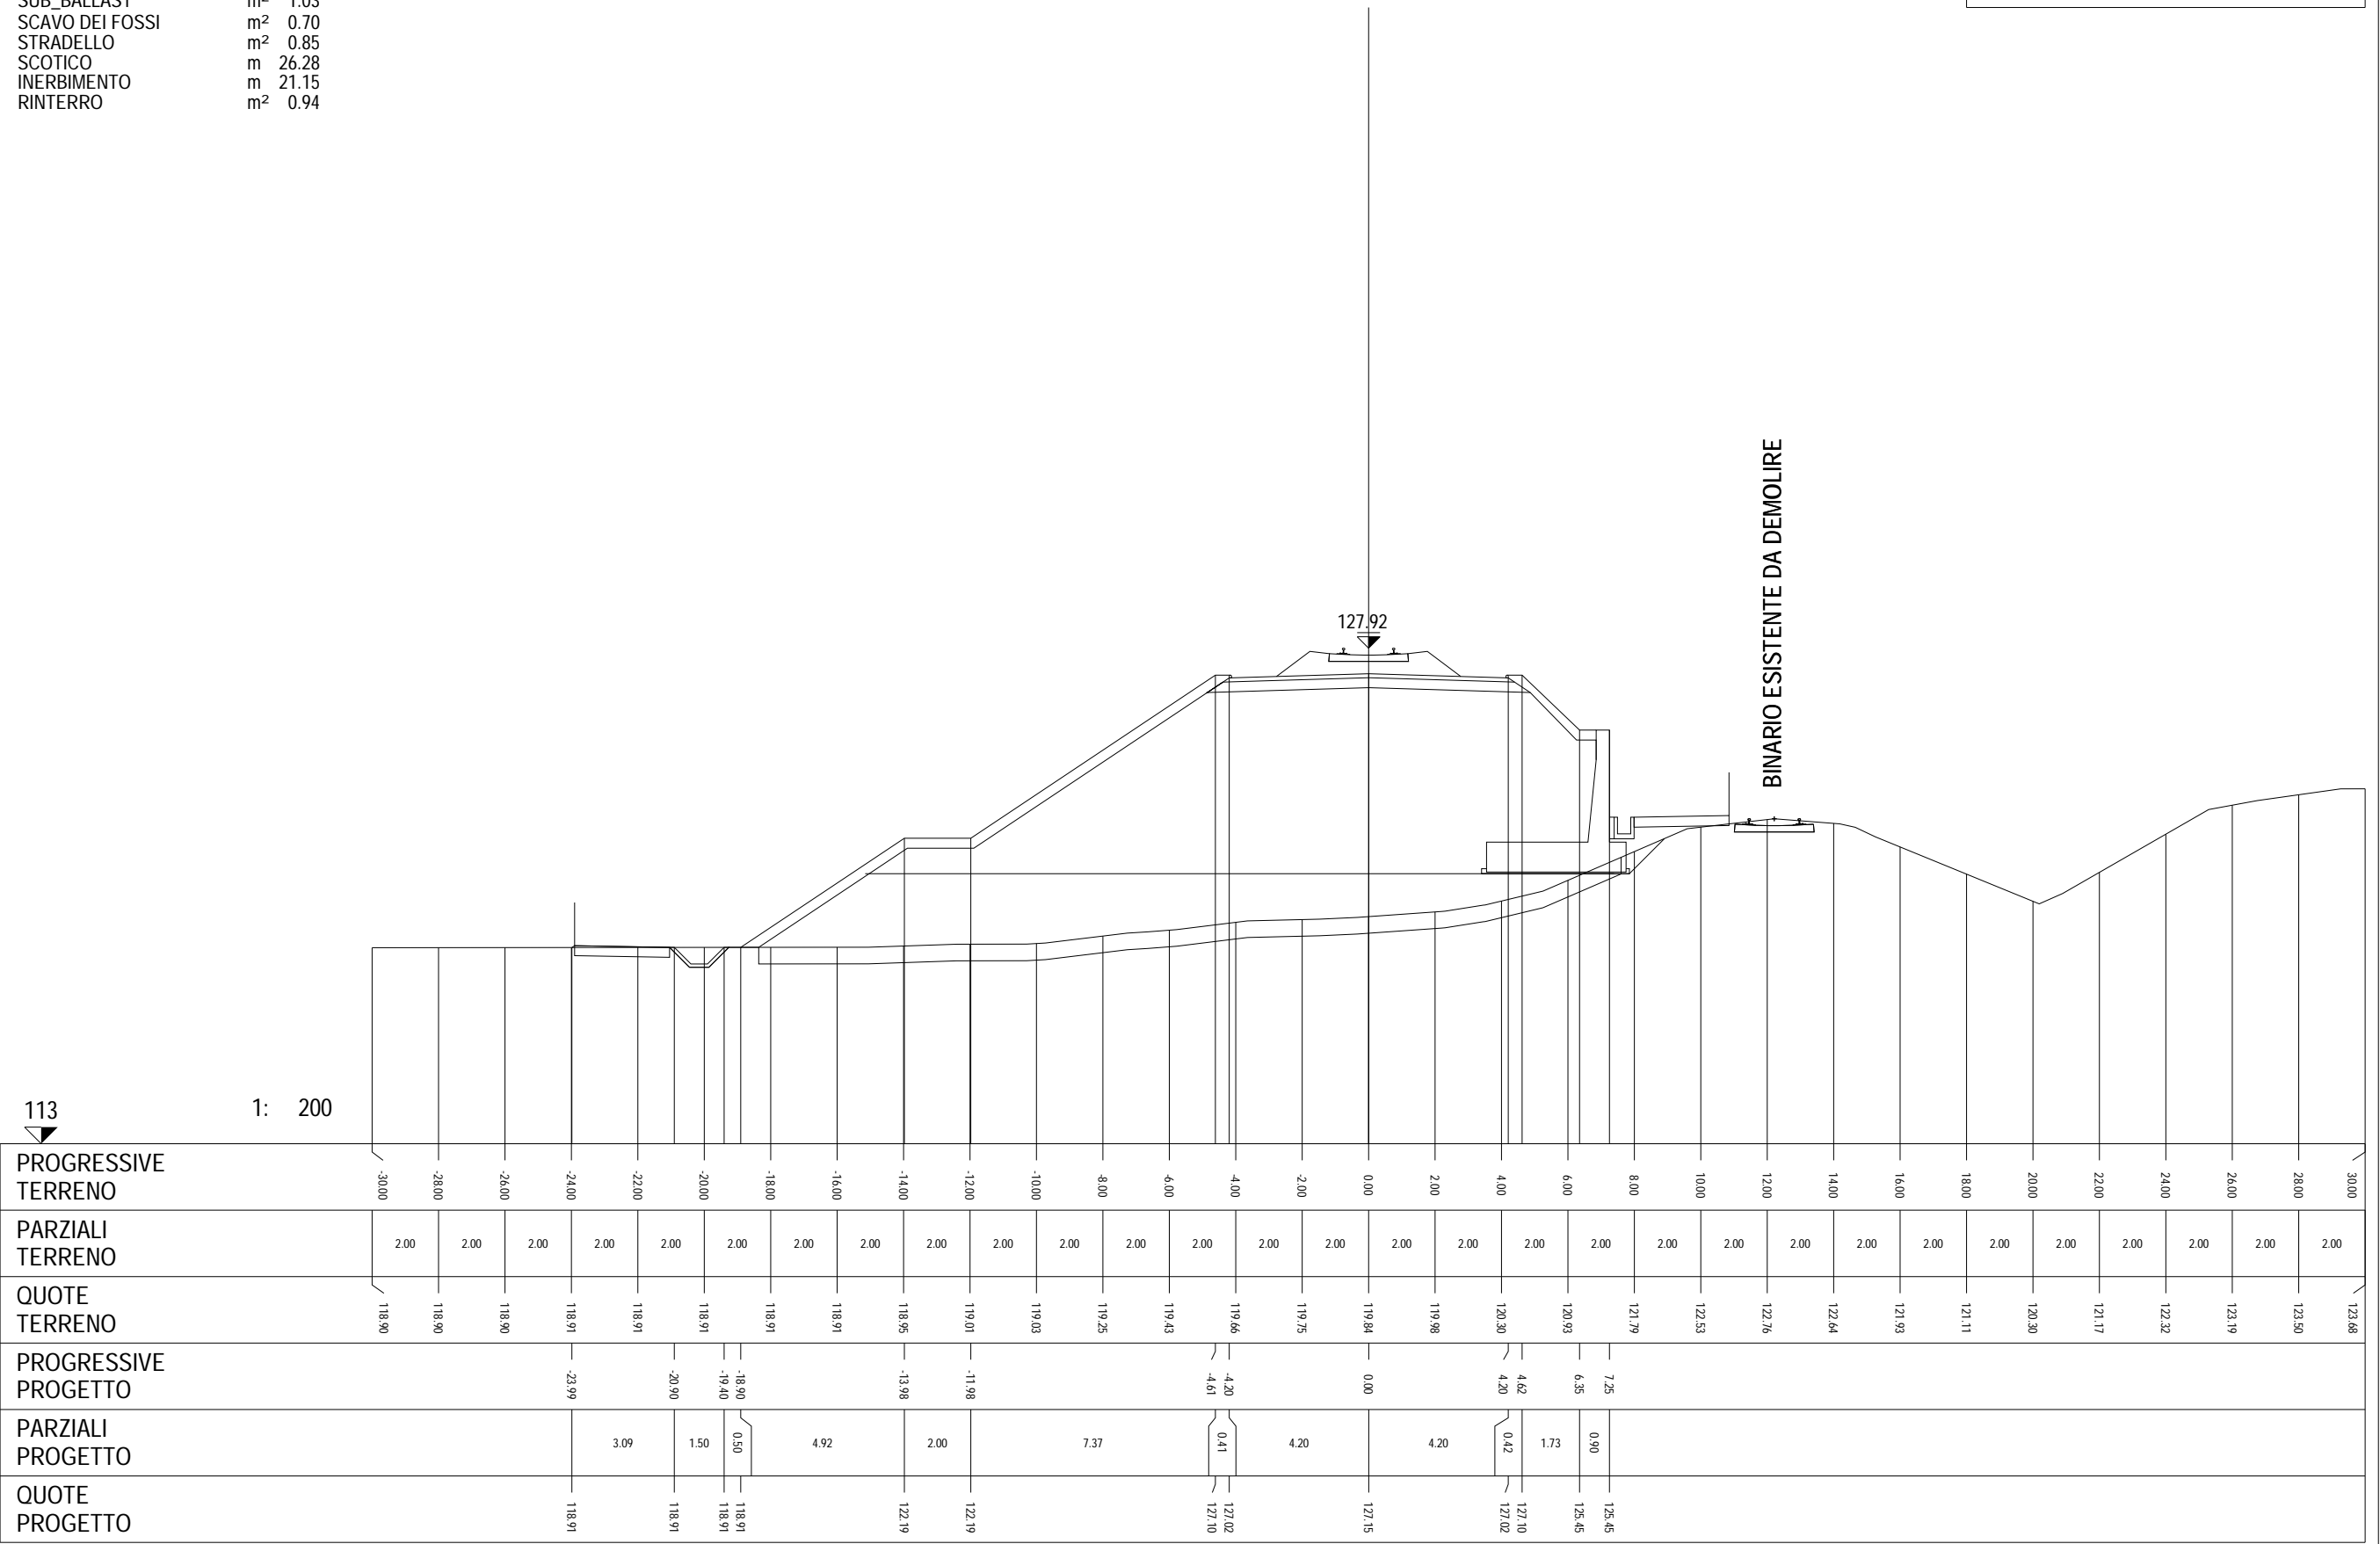 SUB_BALLAST m² 1.03
SCAVO DEI FOSSI m² 0.70
STRADELLO m² 0.85
SCOTICO m 26.28
INERBIMENTO m 21.15
RINTERRO m² 0.94
BINARIO ESISTENTE DA DEMOLIRE
127.92
113
1: 200
PROGRESSIVE
TERRENO
-30.00 -28.00 -26.00 -24.00 -22.00 -20.00 -18.00 -16.00 -14.00 -12.00 -10.00 -8.00 -6.00 -4.00 -2.00 0.00 2.00 4.00 6.00 8.00 10.00 12.00 14.00 16.00 18.00 20.00 22.00 24.00 26.00 28.00 30.00
PARZIALI
TERRENO
2.00 2.00 2.00 2.00 2.00 2.00 2.00 2.00 2.00 2.00 2.00 2.00 2.00 2.00 2.00 2.00 2.00 2.00 2.00 2.00 2.00 2.00 2.00 2.00 2.00 2.00 2.00 2.00 2.00 2.00
QUOTE
TERRENO
118.90 118.90 118.90 118.91 118.91 118.91 118.91 118.91 118.95 119.01 119.03 119.25 119.43 119.66 119.75 119.84 119.98 120.30 120.93 121.79 122.53 122.76 122.64 121.93 121.11 120.30 121.17 122.32 123.19 123.50 123.68
PROGRESSIVE
PROGETTO
-23.99 -20.90 -19.40 -18.90 -13.98 -11.98 -4.61 -4.20 0.00 4.20 4.62 6.35 7.25
PARZIALI
PROGETTO
3.09 1.50 0.50 4.92 2.00 7.37 0.41 4.20 4.20 0.42 1.73 0.90
QUOTE
PROGETTO
118.91 118.91 118.91 118.91 122.19 122.19 127.10 127.02 127.15 127.02 127.10 125.45 125.45